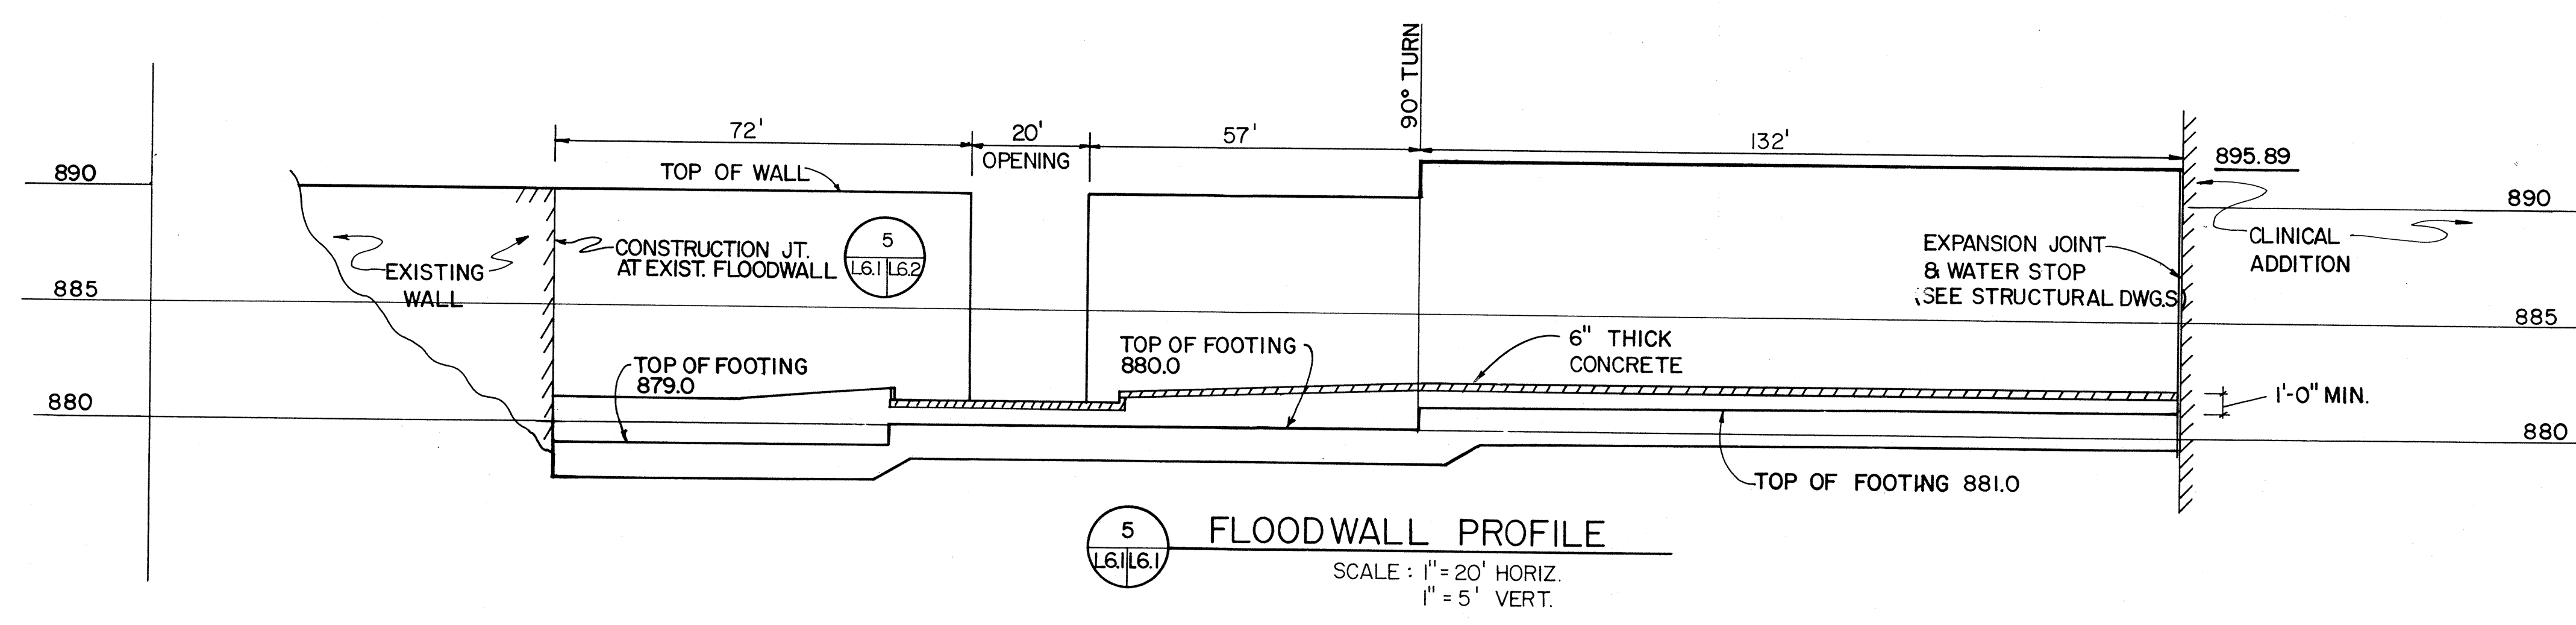 90° TURN
72'
20'
OPENING
57'
132'
895.89
890
TOP OF WALL
890
5
L6.1 L6.2
CONSTRUCTION JT.
AT EXIST. FLOODWALL
EXISTING
WALL
EXPANSION JOINT
& WATER STOP
(SEE STRUCTURAL DWGS)
CLINICAL
ADDITION
885
885
TOP OF FOOTING
879.0
TOP OF FOOTING
880.0
6" THICK
CONCRETE
1'-0" MIN.
880
880
TOP OF FOOTING 881.0
5
L6.1 L6.1
FLOODWALL PROFILE
SCALE: 1" = 20' HORIZ.
1" = 5' VERT.